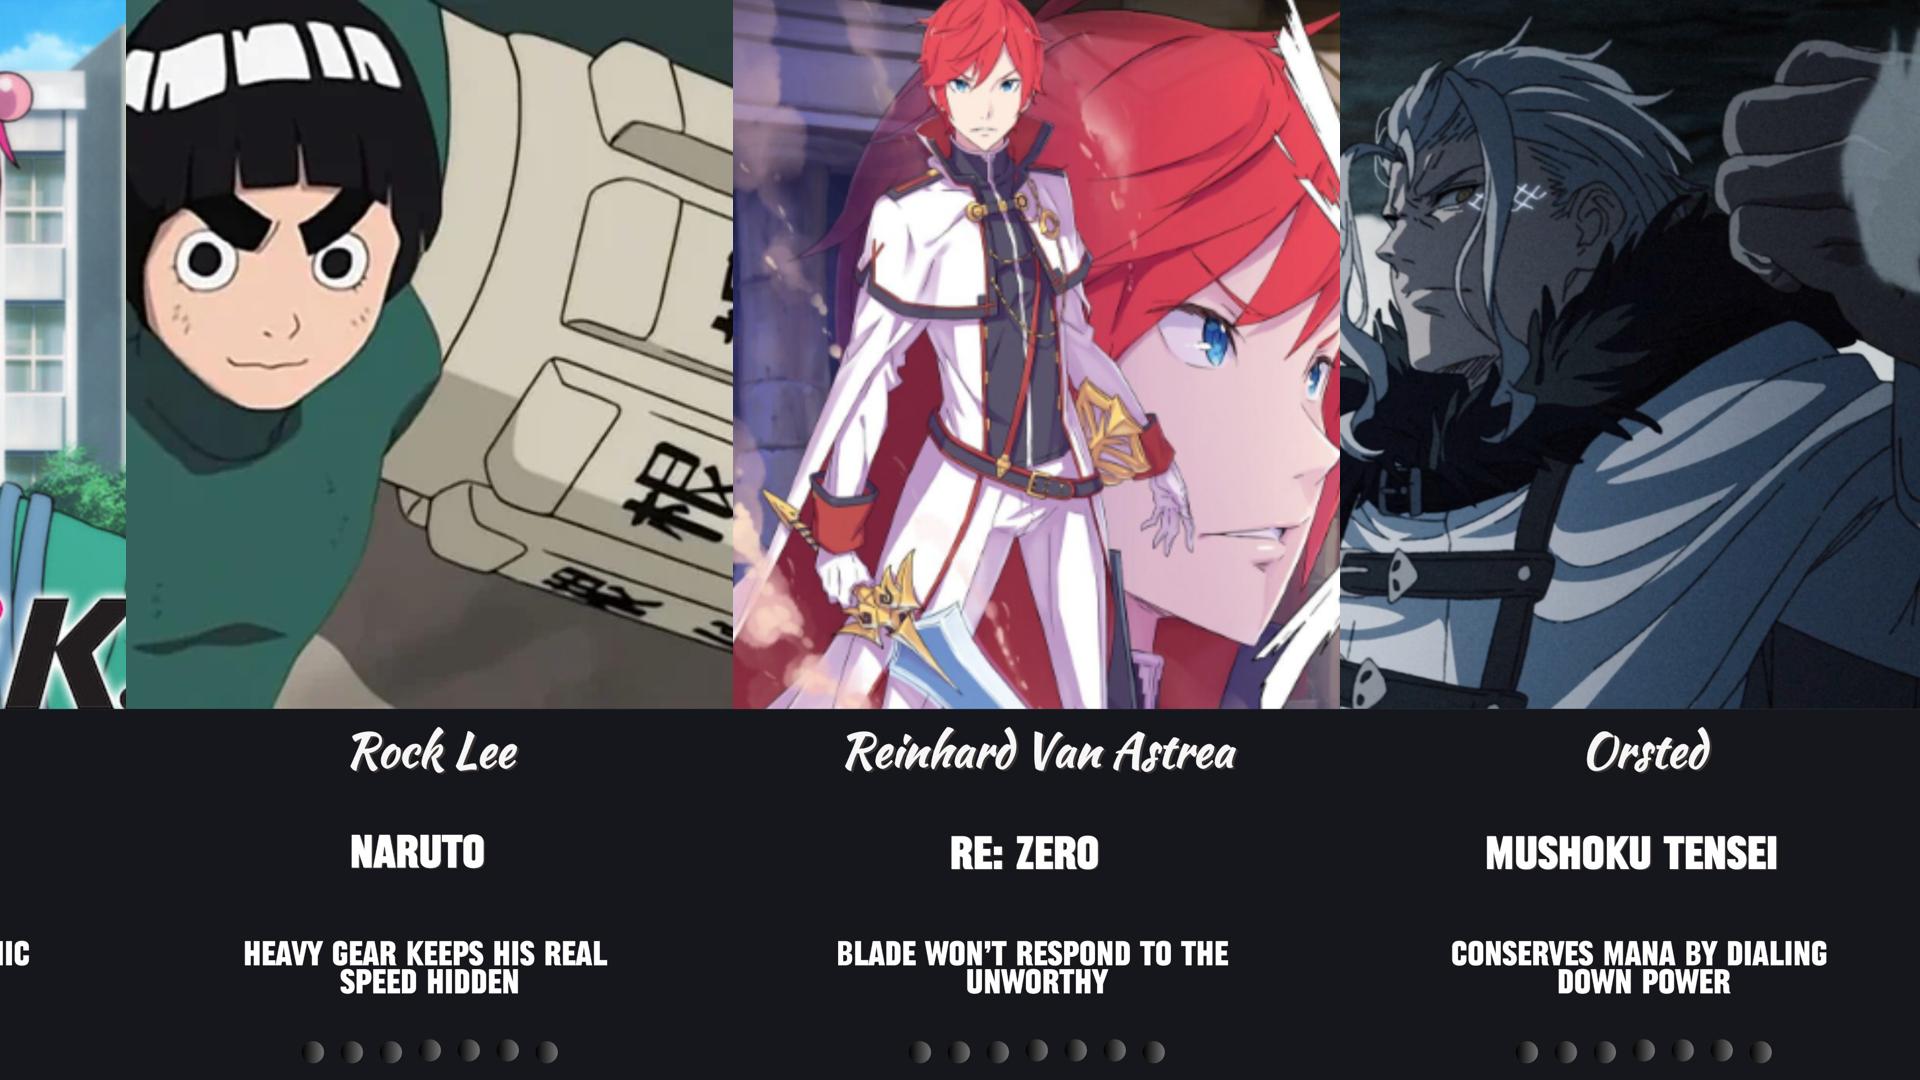 K
Rock Lee
NARUTO
HEAVY GEAR KEEPS HIS REAL
SPEED HIDDEN
Reinhard Van Astrea
RE: ZERO
BLADE WON'T RESPOND TO THE
UNWORTHY
Orsted
MUSHOKU TENSEI
CONSERVES MANA BY DIALING
DOWN POWER
根